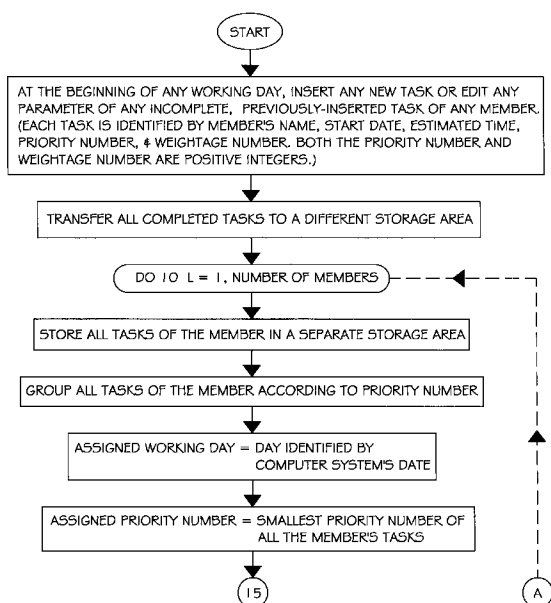 START
AT THE BEGINNING OF ANY WORKING DAY, INSERT ANY NEW TASK OR EDIT ANY
PARAMETER OF ANY INCOMPLETE, PREVIOUSLY-INSERTED TASK OF ANY MEMBER.
(EACH TASK IS IDENTIFIED BY MEMBER'S NAME, START DATE, ESTIMATED TIME,
PRIORITY NUMBER, & WEIGHTAGE NUMBER. BOTH THE PRIORITY NUMBER AND
WEIGHTAGE NUMBER ARE POSITIVE INTEGERS.)
TRANSFER ALL COMPLETED TASKS TO A DIFFERENT STORAGE AREA
DO 10 L = 1, NUMBER OF MEMBERS
STORE ALL TASKS OF THE MEMBER IN A SEPARATE STORAGE AREA
GROUP ALL TASKS OF THE MEMBER ACCORDING TO PRIORITY NUMBER
ASSIGNED WORKING DAY = DAY IDENTIFIED BY
COMPUTER SYSTEM'S DATE
ASSIGNED PRIORITY NUMBER = SMALLEST PRIORITY NUMBER OF
ALL THE MEMBER'S TASKS
15
A